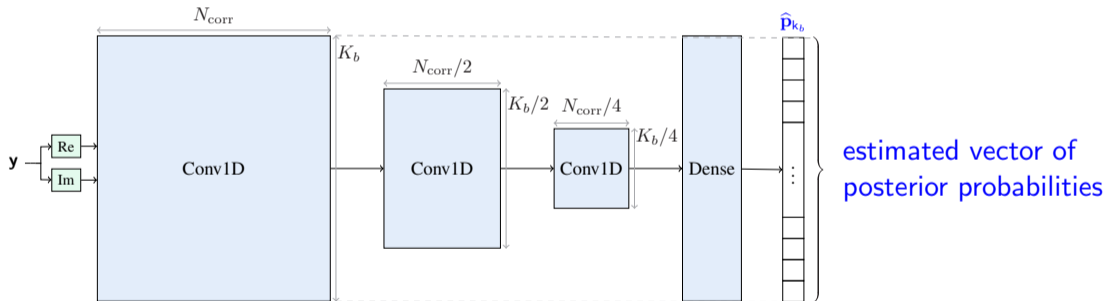 N_corr
p̂_{k_b}
K_b
N_corr/2
K_b/2
N_corr/4
K_b/4
y
Re
Im
Conv1D
Conv1D
Conv1D
Dense
⋮
estimated vector of
posterior probabilities